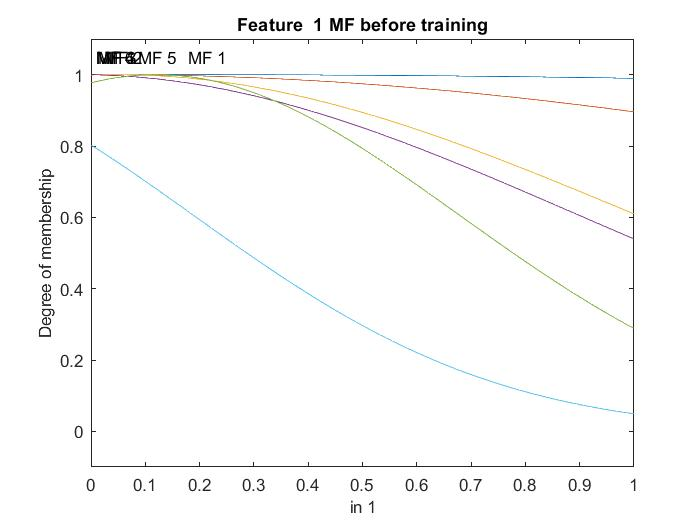 Feature 1 MF before training
MF 5 MF 1
1
0.8
0.6
0.4
0.2
0
Degree of membership
0 0.1 0.2 0.3 0.4 0.5 0.6 0.7 0.8 0.9 1
in 1